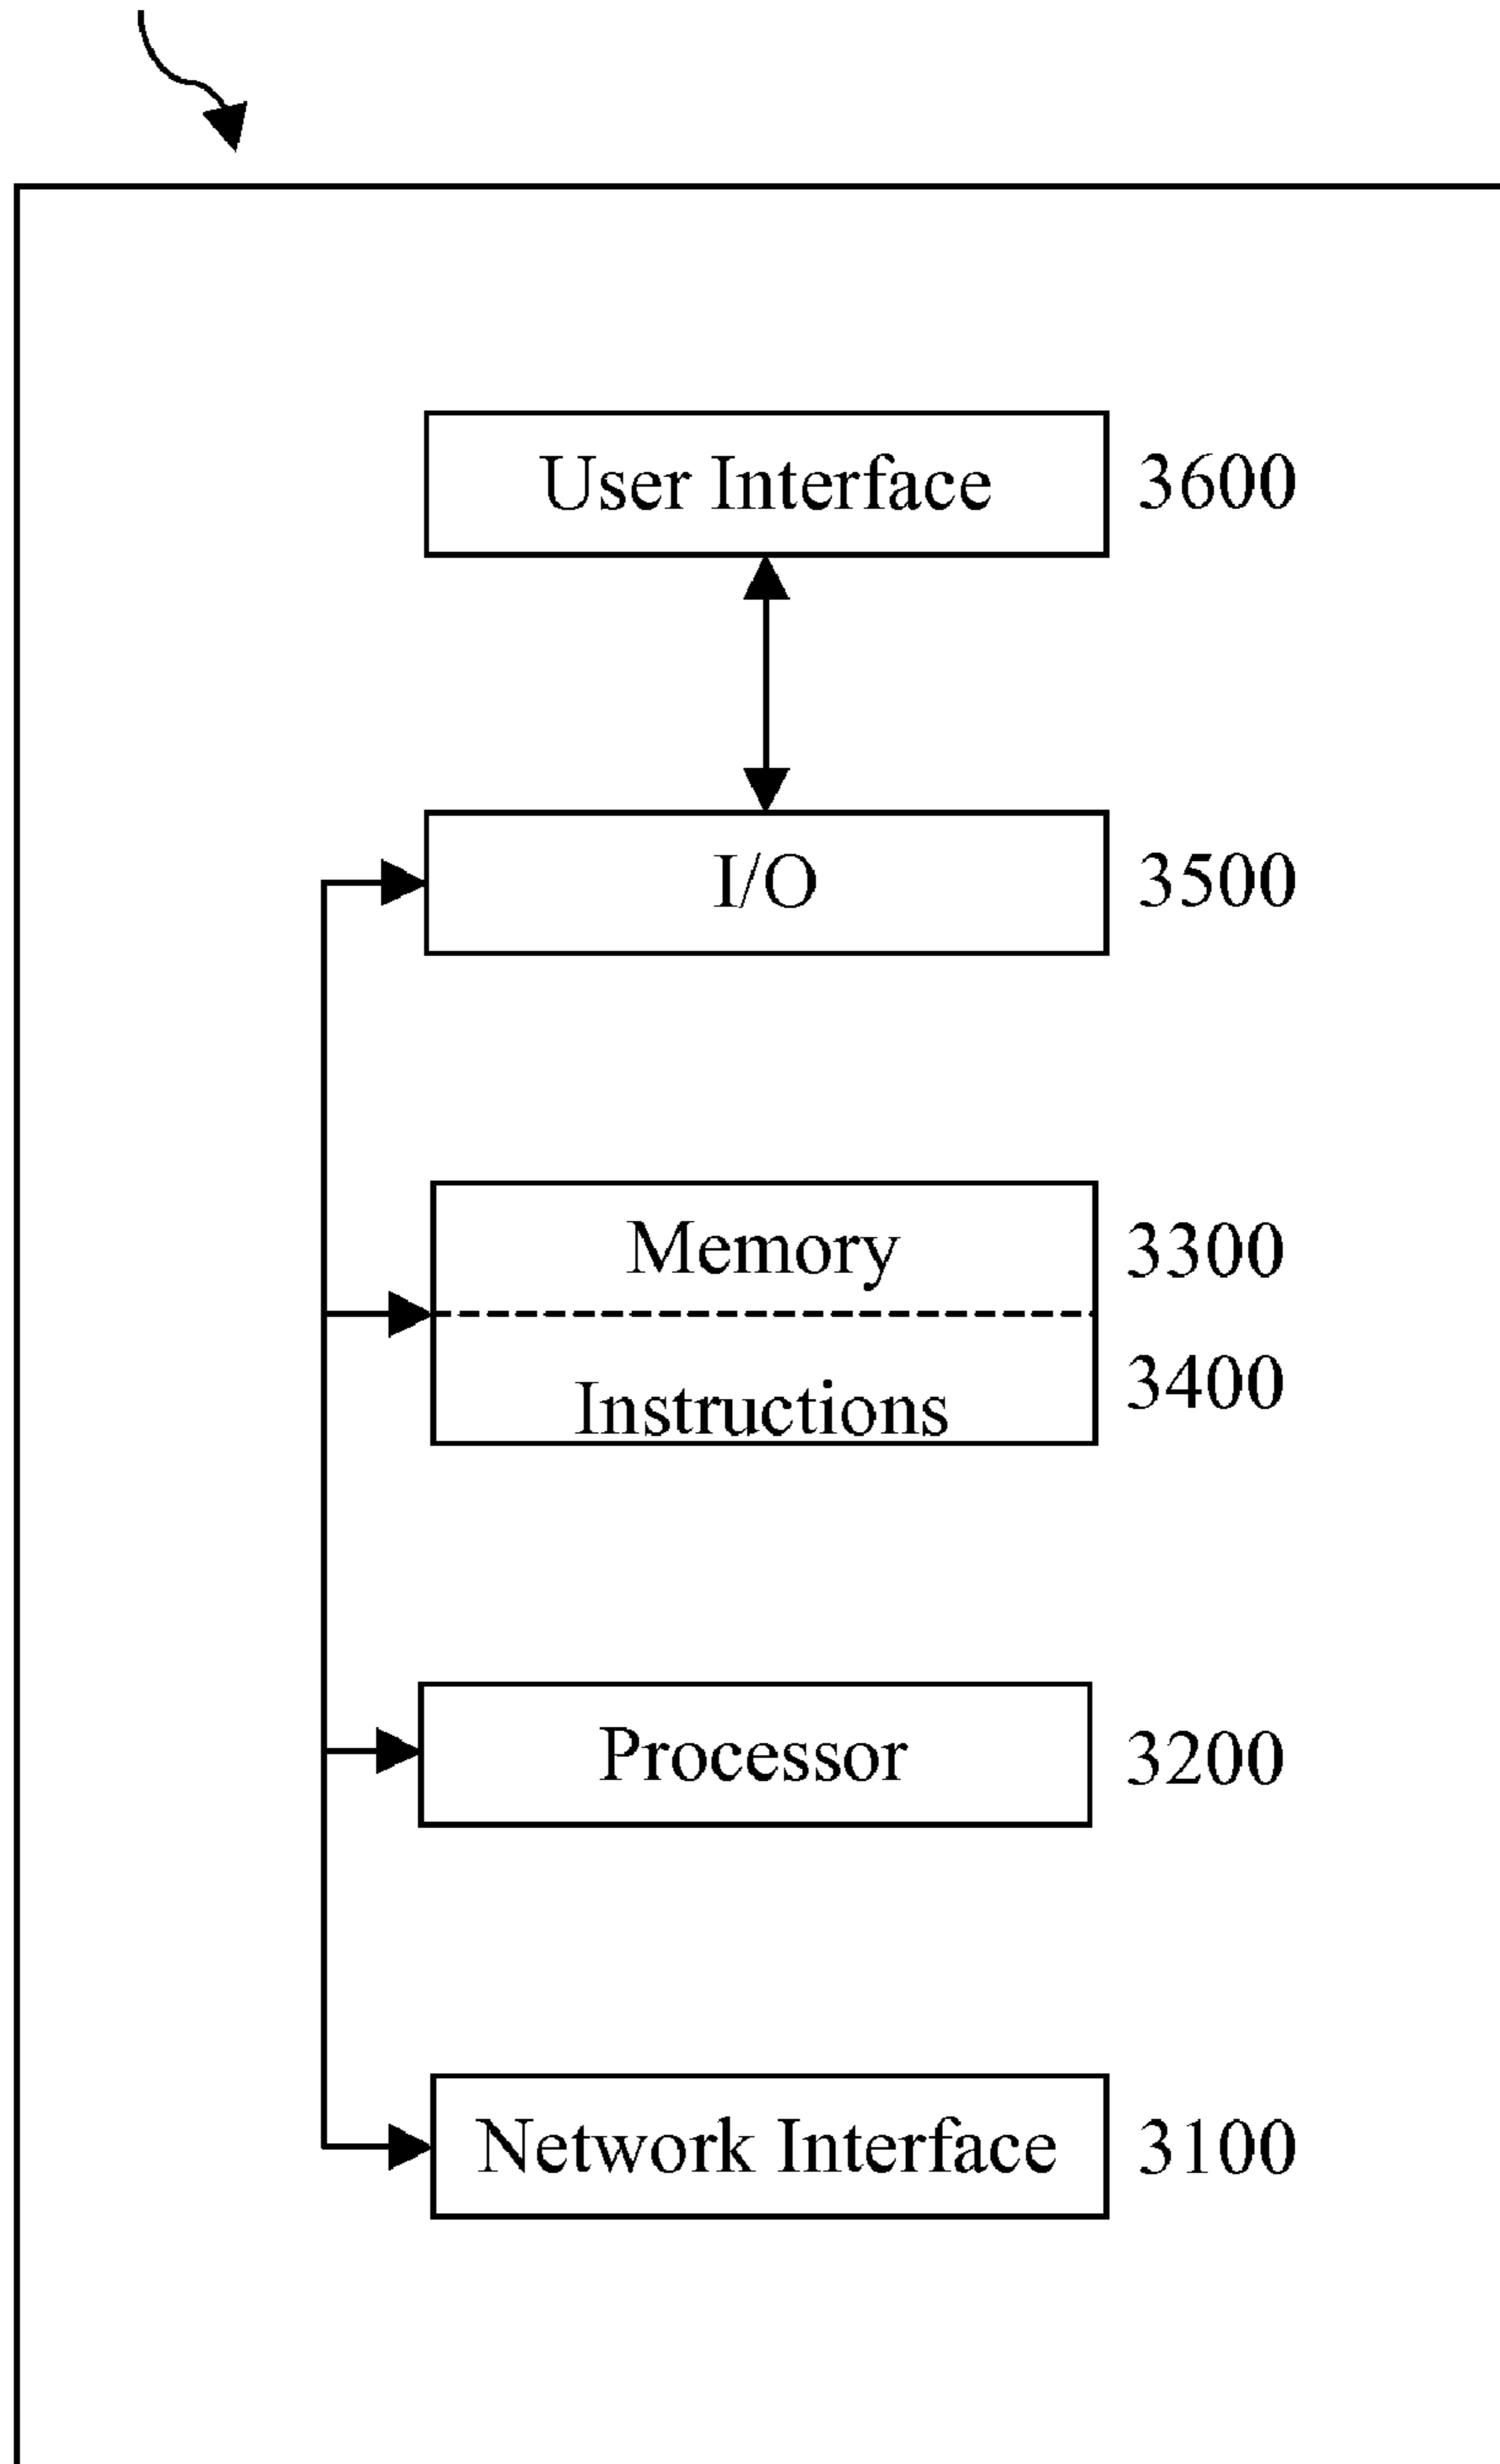 User Interface 3600
I/O 3500
Memory 3300
Instructions 3400
Processor 3200
Network Interface 3100